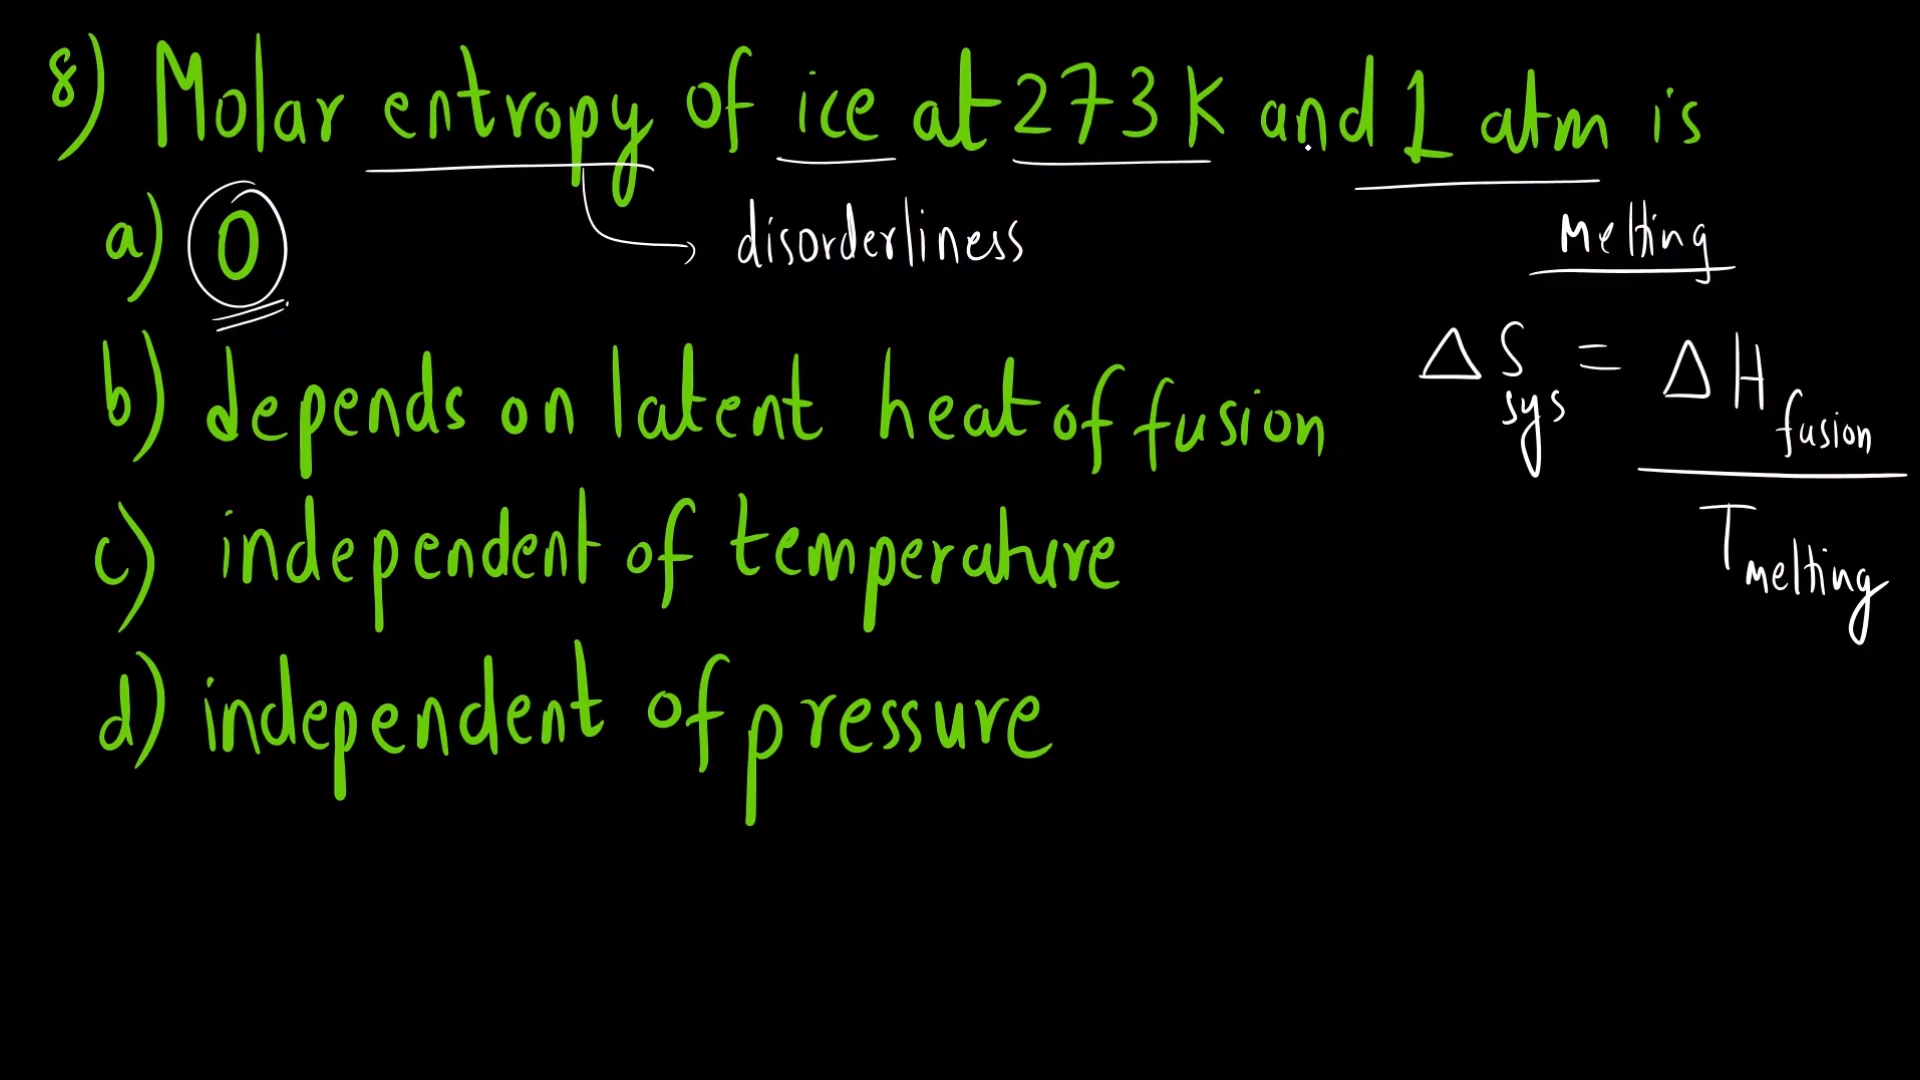 8) Molar entropy of ice at 273 K and 1 atm is
a) 0
disorderliness
Melting
b) depends on latent heat of fusion
ΔS sys = ΔH fusion
T melting
c) independent of temperature
d) independent of pressure